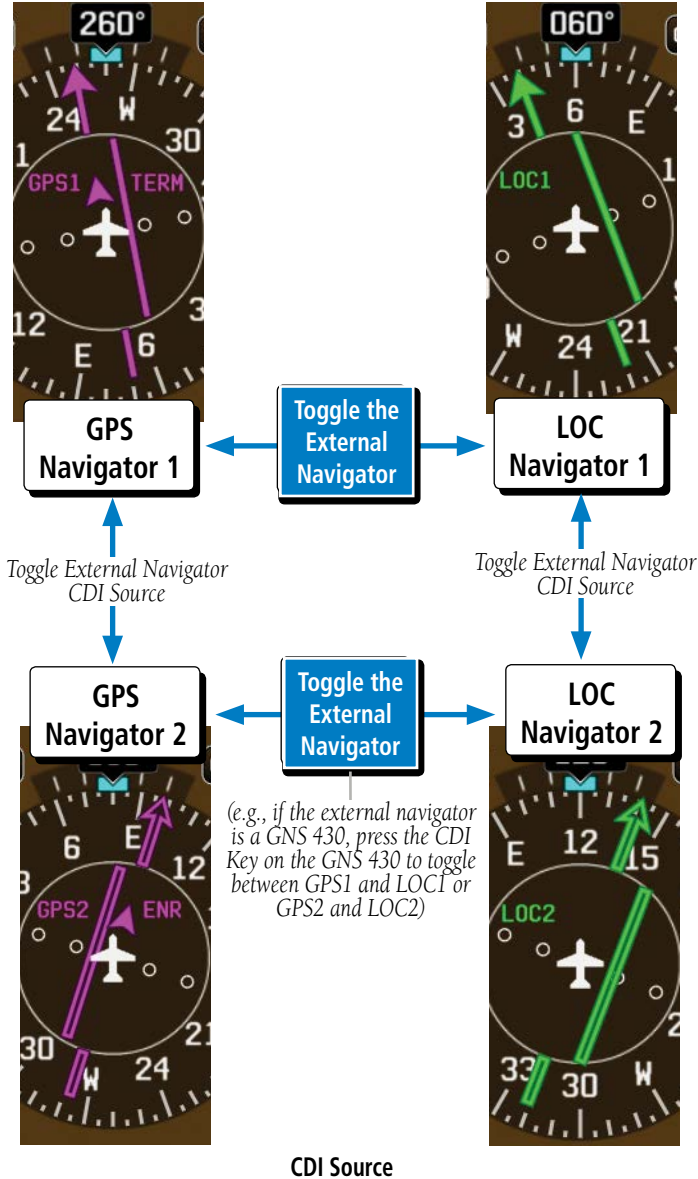 260°
060°
24
W
30
1
GPS1
TERM
12
E
6
3
3
6
E
1
LOC1
W
24
21
GPS
Navigator 1
Toggle the
External
Navigator
LOC
Navigator 1
Toggle External Navigator
CDI Source
Toggle External Navigator
CDI Source
GPS
Navigator 2
Toggle the
External
Navigator
LOC
Navigator 2
(e.g., if the external navigator
is a GNS 430, press the CDI
Key on the GNS 430 to toggle
between GPS1 and LOC1 or
GPS2 and LOC2)
6
E
12
GPS2
ENR
30
W
24
21
E
12
15
LOC2
33
30
W
2
CDI Source